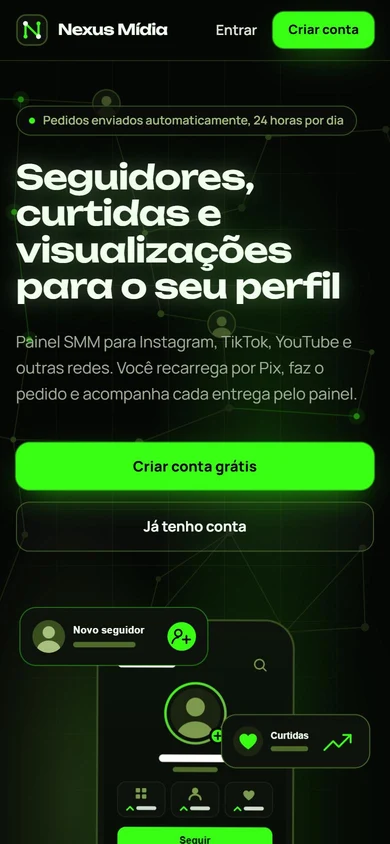 Nexus Mídia
Entrar
Criar conta
Pedidos enviados automaticamente, 24 horas por dia
Seguidores,
curtidas e
visualizações
para o seu perfil
Painel SMM para Instagram, TikTok, YouTube e
outras redes. Você recarrega por Pix, faz o
pedido e acompanha cada entrega pelo painel.
Criar conta grátis
Já tenho conta
Novo seguidor
Curtidas
Seguir